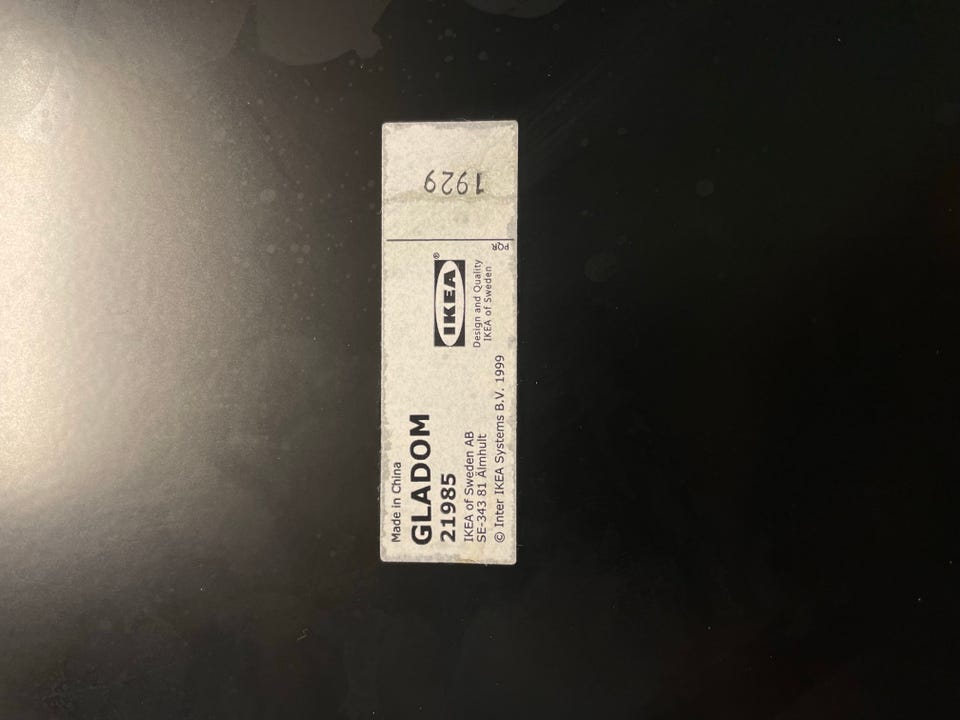 Made in China
GLADOM
21985
IKEA of Sweden AB
SE-343 81 Älmhult
© Inter IKEA Systems B.V. 1999
IKEA®
Design and Quality
IKEA of Sweden
PQR
1929